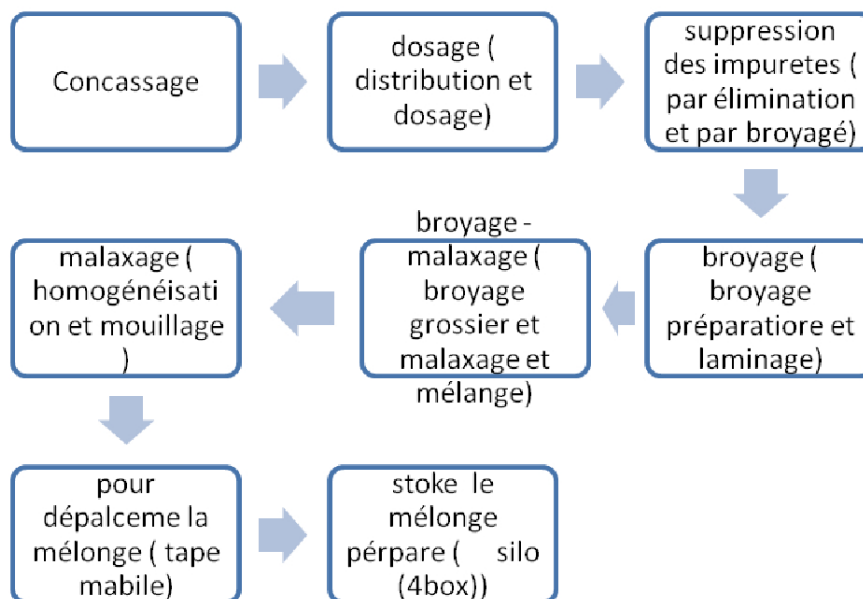 Concassage
dosage (
distribution et
dosage)
suppression
des impuretes (
par élimination
et par broyagé)
broyage (
broyage
préparatiore et
laminage)
broyage -
malaxage (
broyage
grossier et
malaxage et
mélange)
malaxage (
homogénéisati
on et mouillage
)
pour
dépalceme la
mélonge ( tape
mabile)
stoke le
mélonge
pérpare ( silo
(4box))